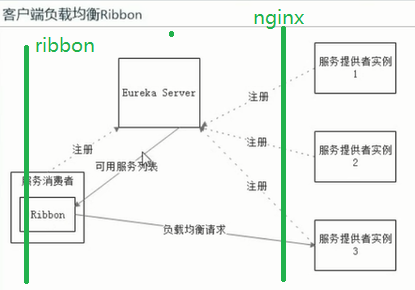 客户端负载均衡Ribbon
ribbon
nginx
Eureka Server
服务提供者实例
1
注册
注册
注册
可用服务列表
服务提供者实例
2
服务消费者
Ribbon
注册
负载均衡请求
服务提供者实例
3